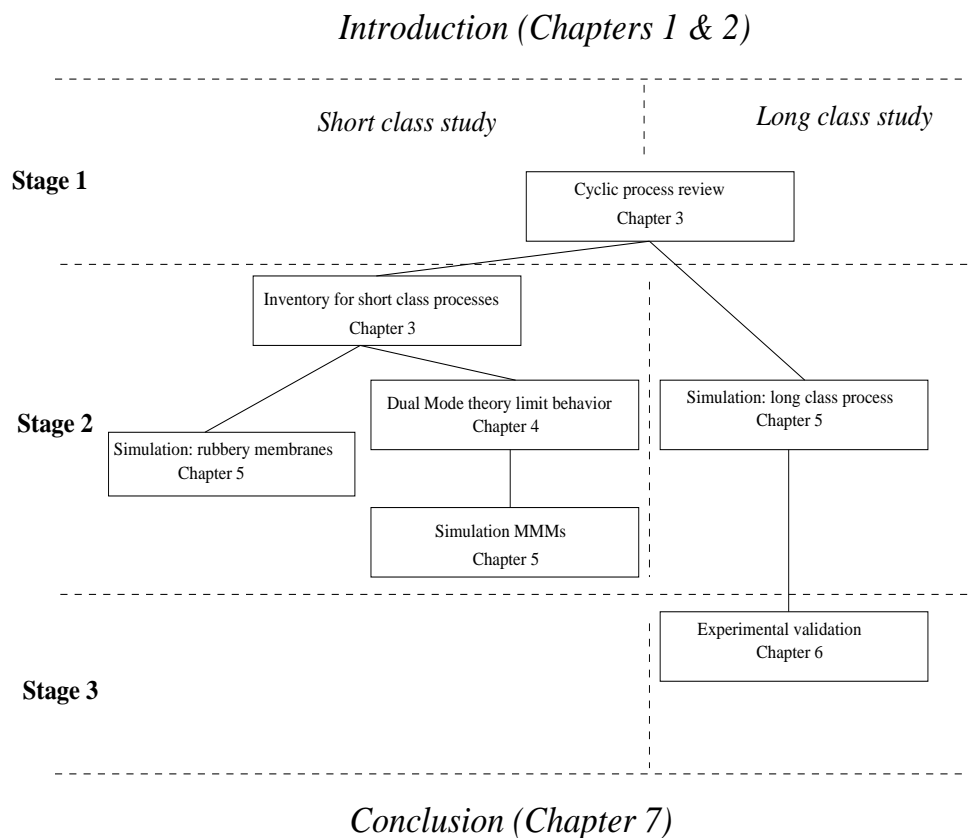 Introduction (Chapters 1 & 2)
Short class study
Long class study
Stage 1
Cyclic process review
Chapter 3
Inventory for short class processes
Chapter 3
Stage 2
Dual Mode theory limit behavior
Chapter 4
Simulation: long class process
Chapter 5
Simulation: rubbery membranes
Chapter 5
Simulation MMMs
Chapter 5
Experimental validation
Chapter 6
Stage 3
Conclusion (Chapter 7)